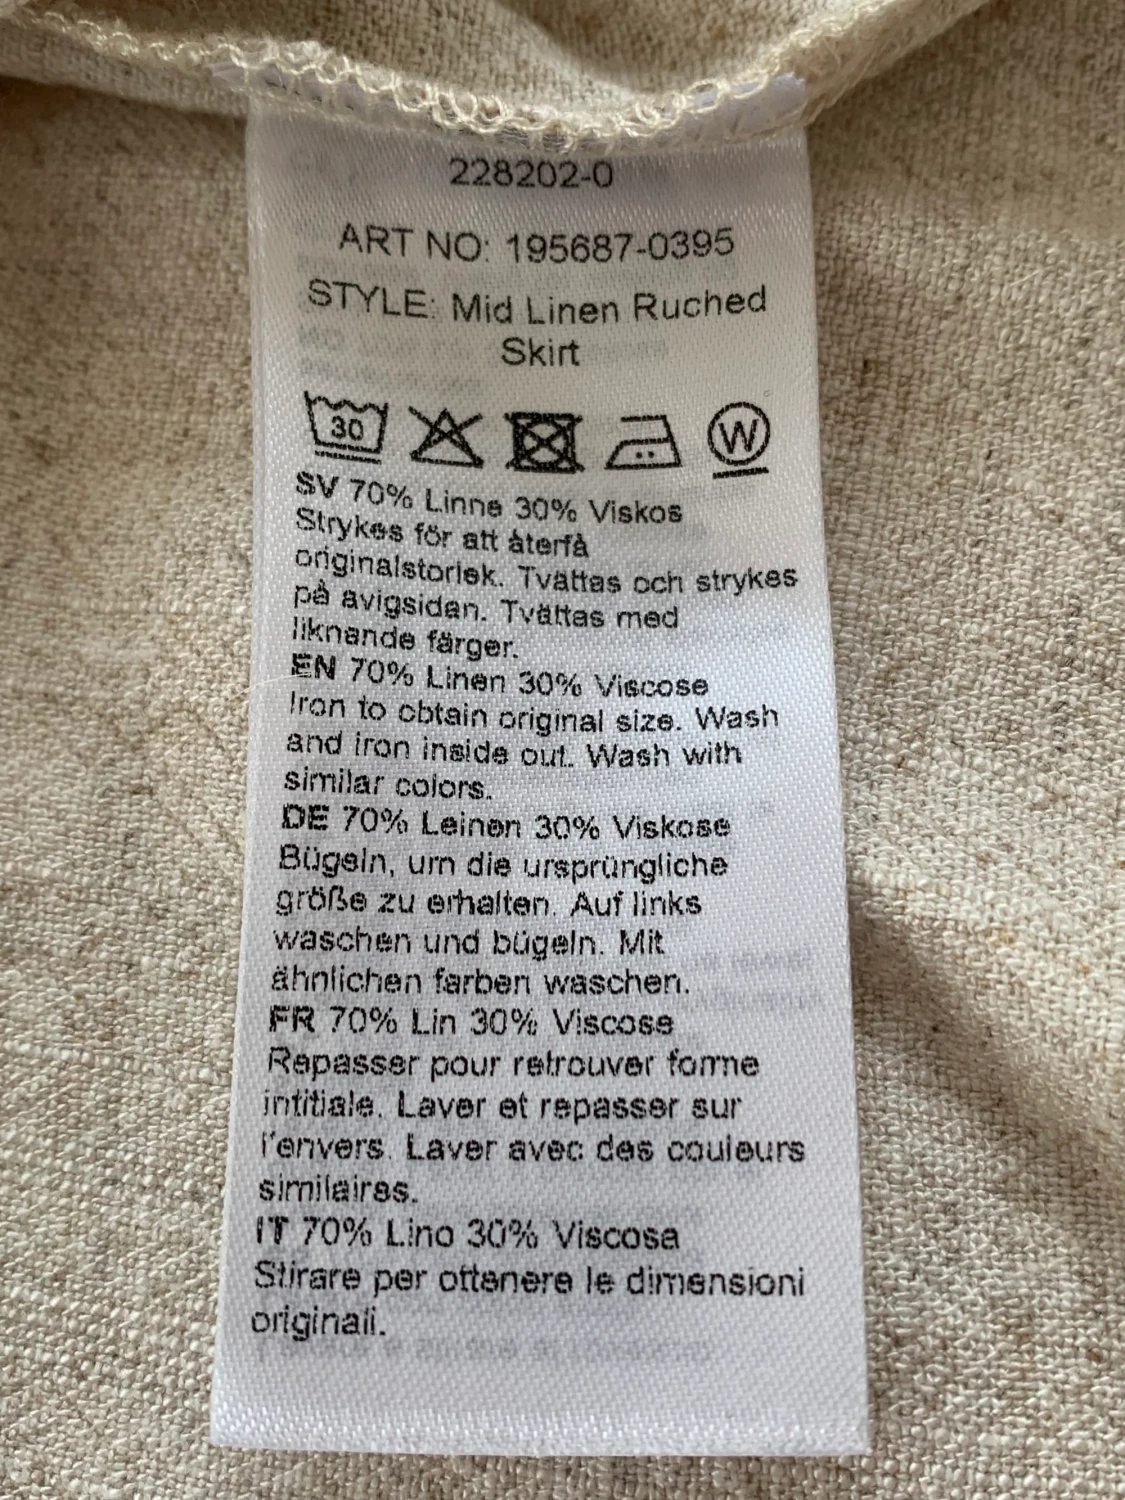 228202-0
ART NO: 195687-0395
STYLE: Mid Linen Ruched
Skirt
30 W
SV 70% Linne 30% Viskos
Strykes för att återfå
originalstorlek. Tvättas och strykes
på avigsidan. Tvättas med
liknande färger.
EN 70% Linen 30% Viscose
Iron to obtain original size. Wash
and iron inside out. Wash with
similar colors.
DE 70% Leinen 30% Viskose
Bügeln, um die ursprüngliche
größe zu erhalten. Auf links
waschen und bügeln. Mit
ähnlichen farben waschen.
FR 70% Lin 30% Viscose
Repasser pour retrouver forme
intitiale. Laver et repasser sur
l'envers. Laver avec des couleurs
similaires.
IT 70% Lino 30% Viscosa
Stirare per ottenere le dimensioni
originali.